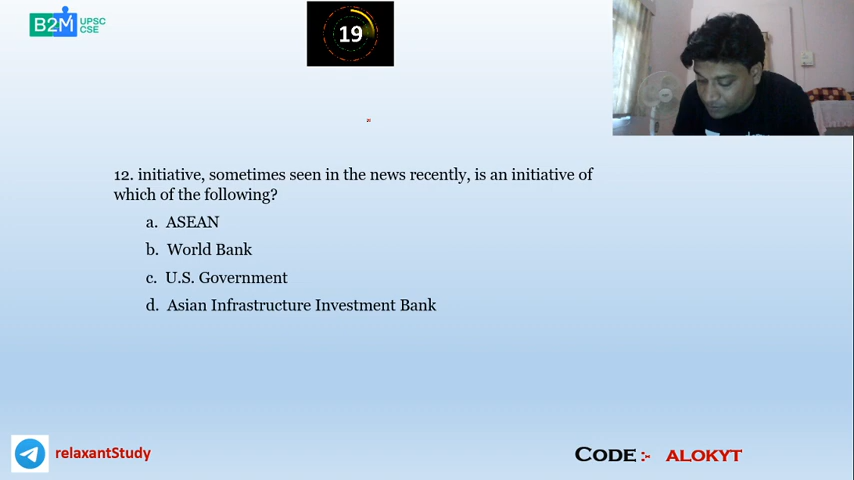 B2M UPSC CSE
19
12. initiative, sometimes seen in the news recently, is an initiative of
which of the following?
a. ASEAN
b. World Bank
c. U.S. Government
d. Asian Infrastructure Investment Bank
relaxantStudy
CODE :- ALOKYT